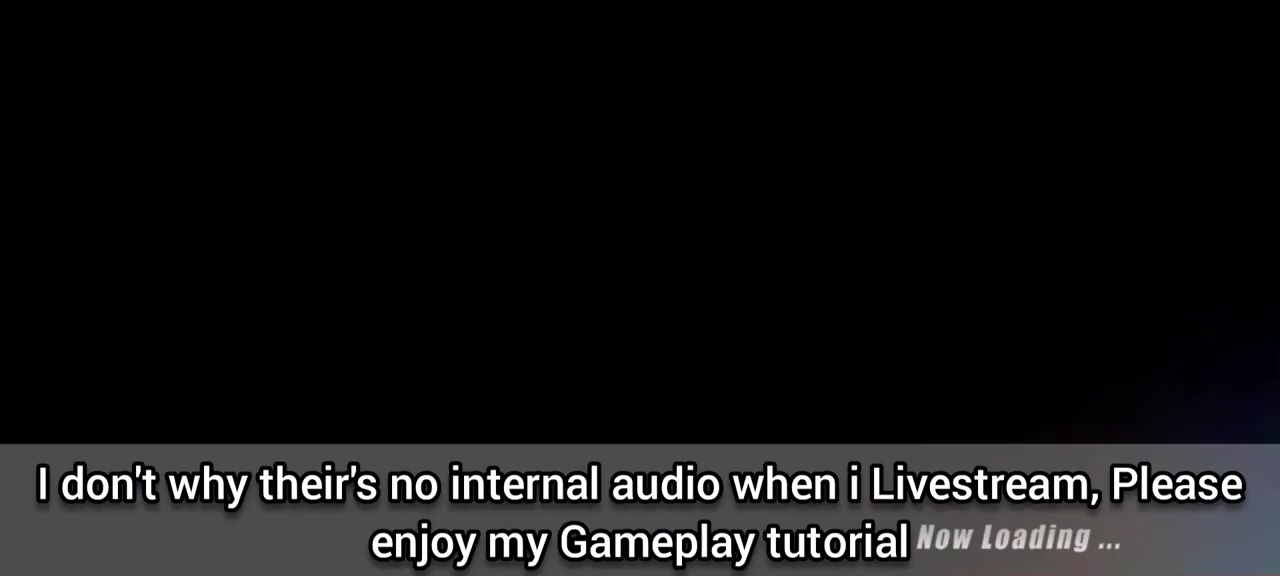 I don't why their's no internal audio when i Livestream, Please
enjoy my Gameplay tutorial
Now Loading ...